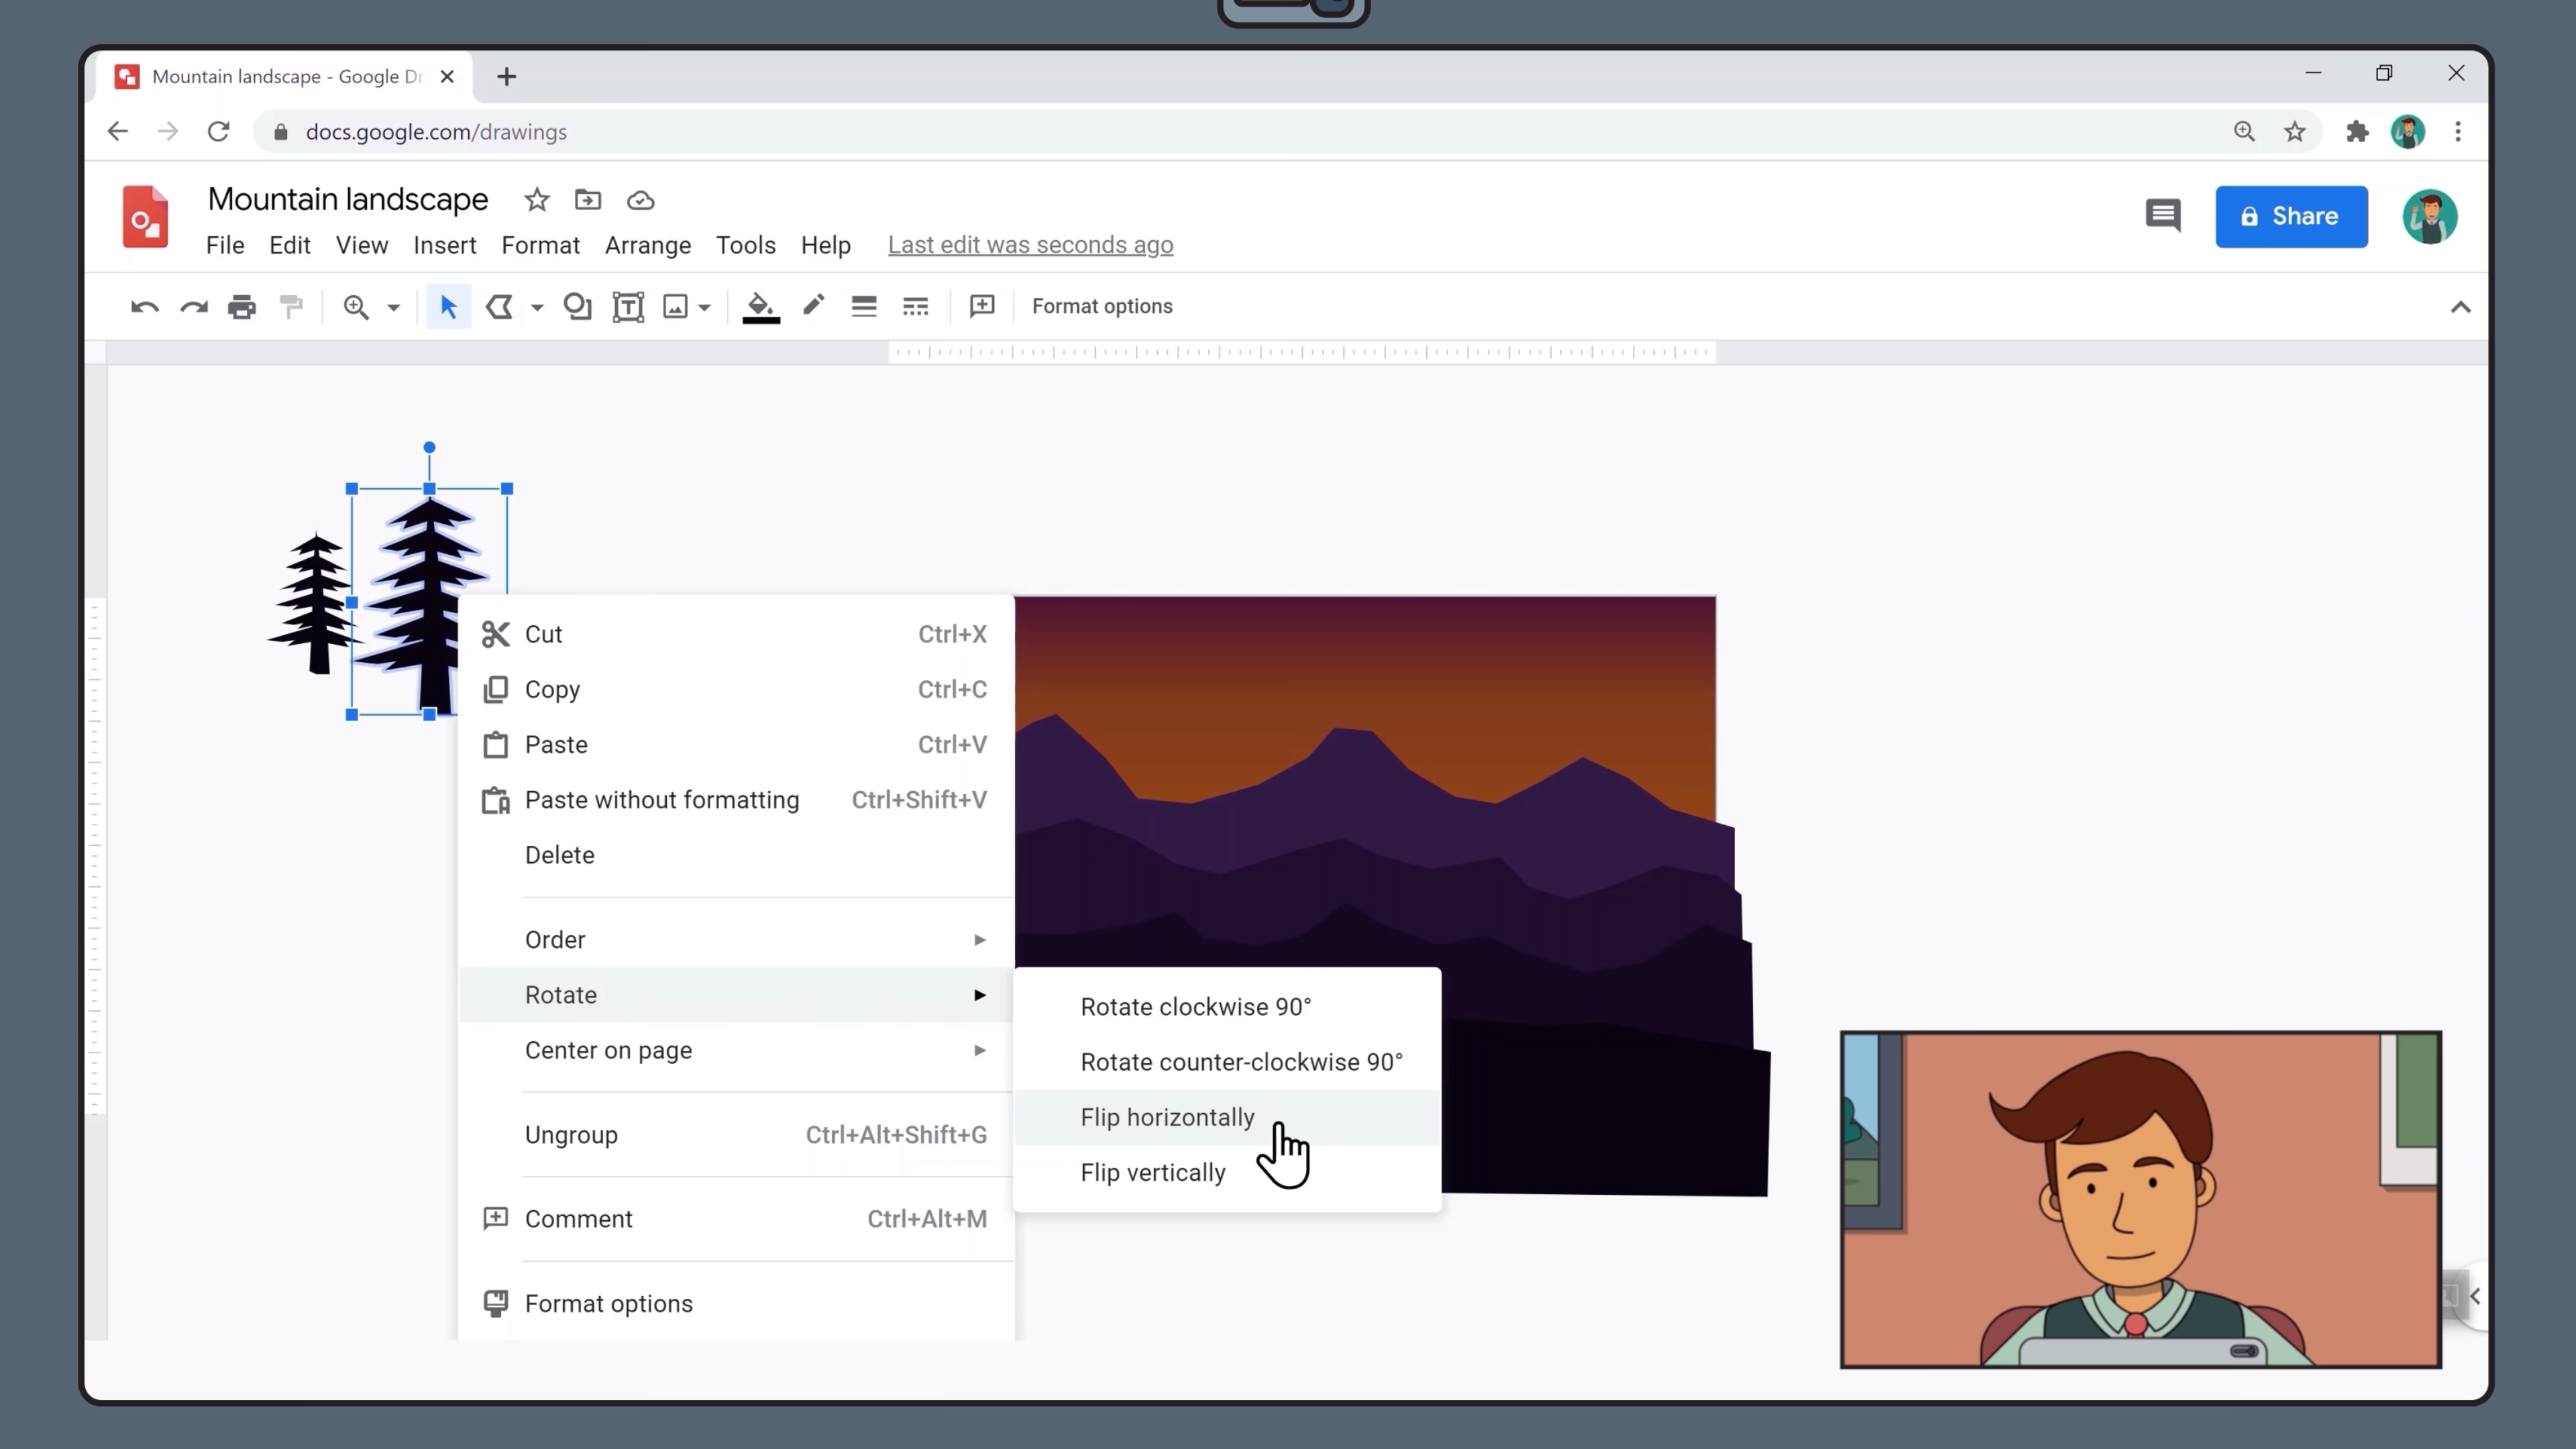 Mountain landscape - Google Dr
docs.google.com/drawings
Mountain landscape
File Edit View Insert Format Arrange Tools Help Last edit was seconds ago
Share
Format options
Cut Ctrl+X
Copy Ctrl+C
Paste Ctrl+V
Paste without formatting Ctrl+Shift+V
Delete
Order
Rotate
Center on page
Ungroup Ctrl+Alt+Shift+G
Comment Ctrl+Alt+M
Format options
Rotate clockwise 90°
Rotate counter-clockwise 90°
Flip horizontally
Flip vertically